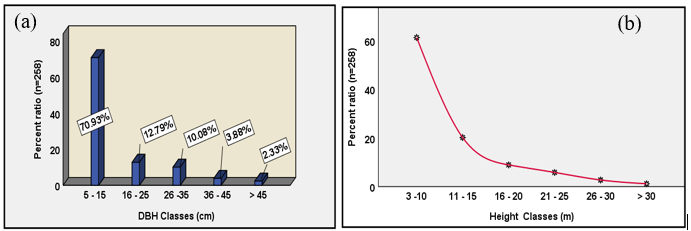 (a)
Percent ratio (n=258)
80
60
40
20
0
70.93%
12.79%
10.08%
3.88%
2.33%
5 - 15
16 - 25
26 -35
36 - 45
> 45
DBH Classes (cm)
(b)
Percent ratio (n=258)
60
40
20
0
3 -10
11 - 15
16 - 20
21 - 25
26 - 30
> 30
Height Classes (m)